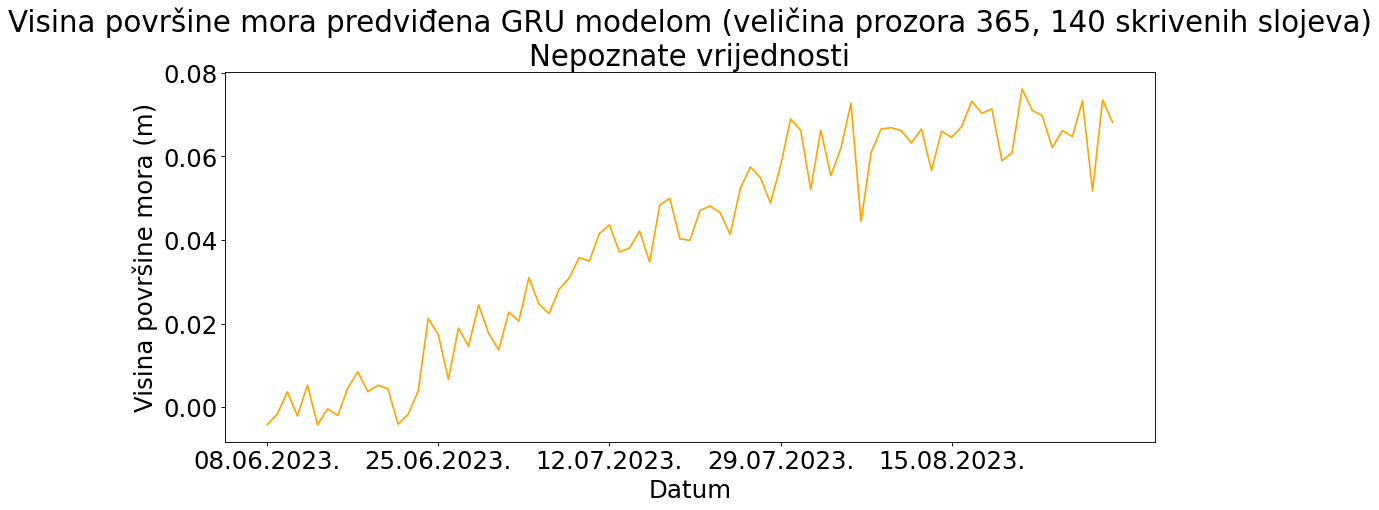 Visina površine mora predviđena GRU modelom (veličina prozora 365, 140 skrivenih slojeva)
Nepoznate vrijednosti
Visina površine mora (m)
0.08
0.06
0.04
0.02
0.00
08.06.2023. 25.06.2023. 12.07.2023. 29.07.2023. 15.08.2023.
Datum